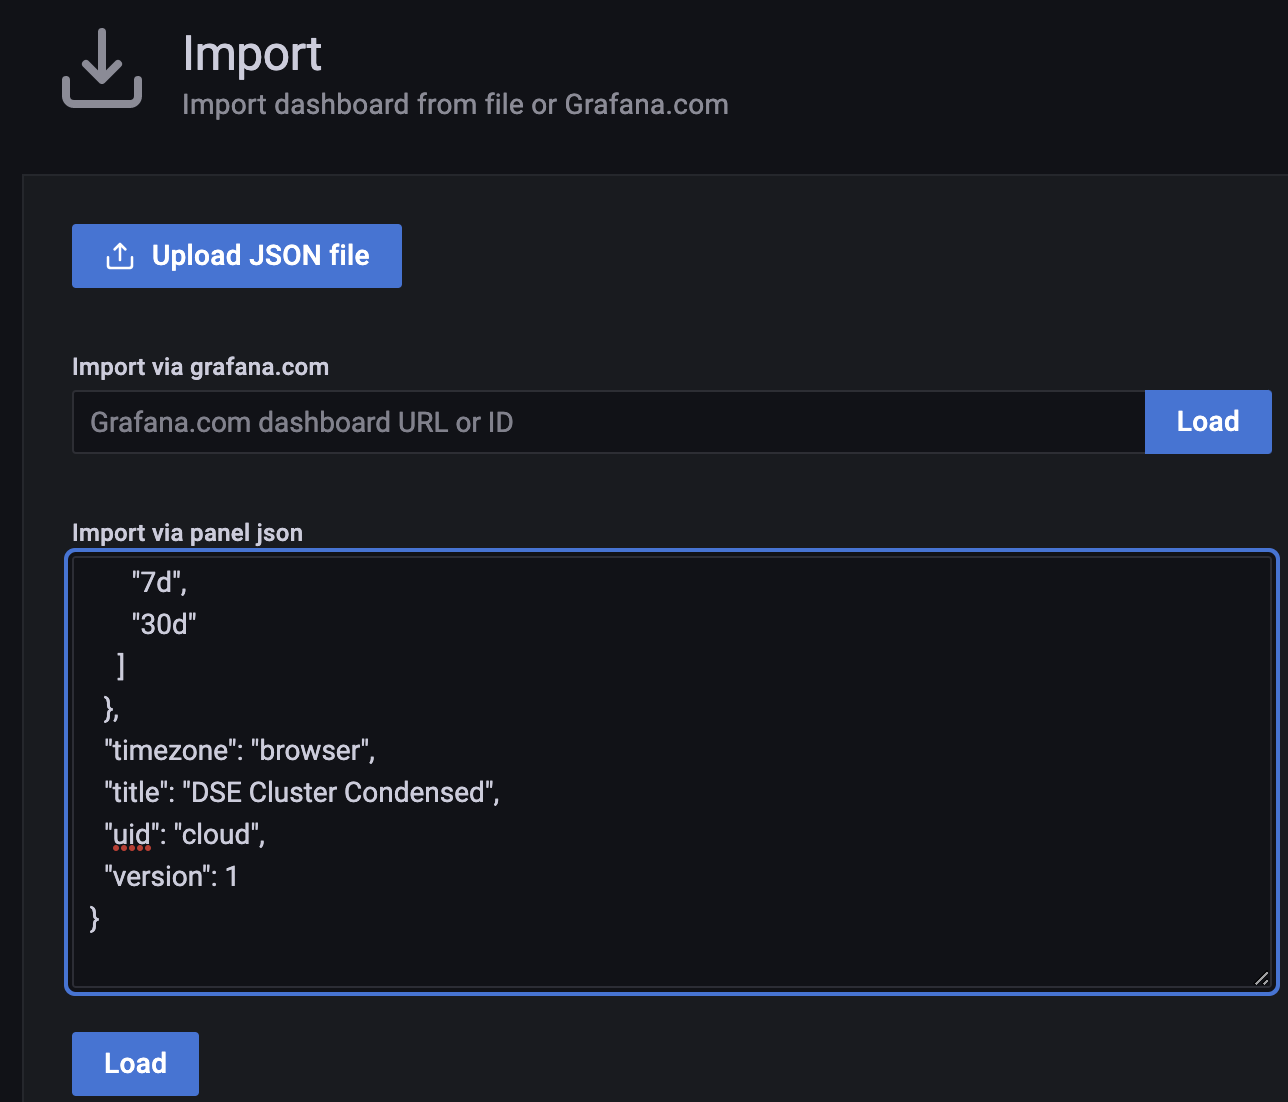 Import
Import dashboard from file or Grafana.com
Upload JSON file
Import via grafana.com
Grafana.com dashboard URL or ID
Load
Import via panel json
"7d",
"30d"
]
},
"timezone": "browser",
"title": "DSE Cluster Condensed",
"uid": "cloud",
"version": 1
}
Load